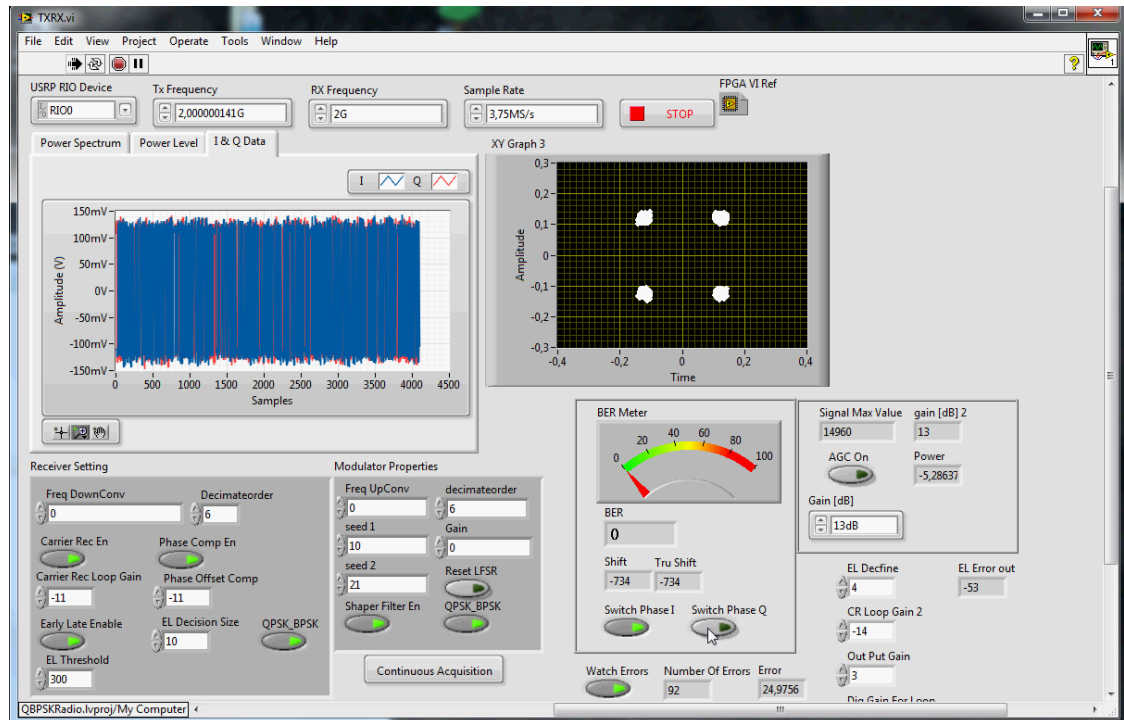 TXRX.vi
File Edit View Project Operate Tools Window Help
USRP RIO Device Tx Frequency RX Frequency Sample Rate FPGA VI Ref
RIO0 2,000000141G 2G 3,75MS/s STOP
Power Spectrum Power Level I & Q Data
XY Graph 3
I Q
150mV
100mV
50mV
0V
-50mV
-100mV
-150mV
Amplitude (V)
0 500 1000 1500 2000 2500 3000 3500 4000 4500
Samples
0,3
0,2
0,1
0
-0,1
-0,2
-0,3
Amplitude
-0,4 -0,2 0 0,2 0,4
Time
Receiver Setting
Freq DownConv Decimateorder
0 6
Carrier Rec En Phase Comp En
Carrier Rec Loop Gain Phase Offset Comp
-11 -11
Early Late Enable EL Decision Size QPSK_BPSK
10
EL Threshold
300
Modulator Properties
Freq UpConv decimateorder
0 6
seed 1 Gain
10 0
seed 2 Reset LFSR
21
Shaper Filter En QPSK_BPSK
Continuous Acquisition
BER Meter
0 20 40 60 80 100
BER
0
Shift Tru Shift
-734 -734
Switch Phase I Switch Phase Q
Watch Errors Number Of Errors Error
92 24,9756
Signal Max Value gain [dB] 2
14960 13
AGC On Power
-5,28637
Gain [dB]
13dB
EL Decfine EL Error out
4 -53
CR Loop Gain 2
-14
Out Put Gain
3
Dig Gain For Loop
QBPSKRadio.lvproj/My Computer